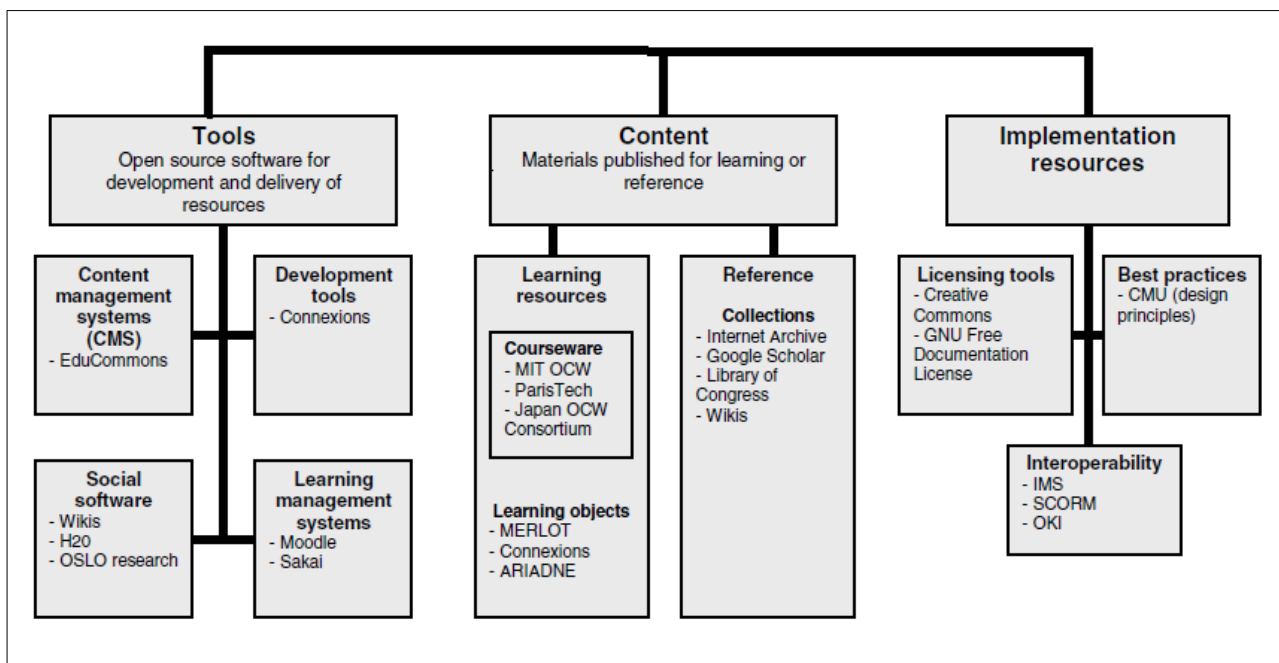 Tools
Open source software for
development and delivery of
resources
Content
Materials published for learning or
reference
Implementation
resources
Content
management
systems
(CMS)
- EduCommons
Development
tools
- Connexions
Social
software
- Wikis
- H20
- OSLO research
Learning
management
systems
- Moodle
- Sakai
Learning
resources
Courseware
- MIT OCW
- ParisTech
- Japan OCW
Consortium
Learning objects
- MERLOT
- Connexions
- ARIADNE
Reference
Collections
- Internet Archive
- Google Scholar
- Library of
Congress
- Wikis
Licensing tools
- Creative
Commons
- GNU Free
Documentation
License
Best practices
- CMU (design
principles)
Interoperability
- IMS
- SCORM
- OKI